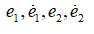 e₁, ė₁, e₂, ė₂